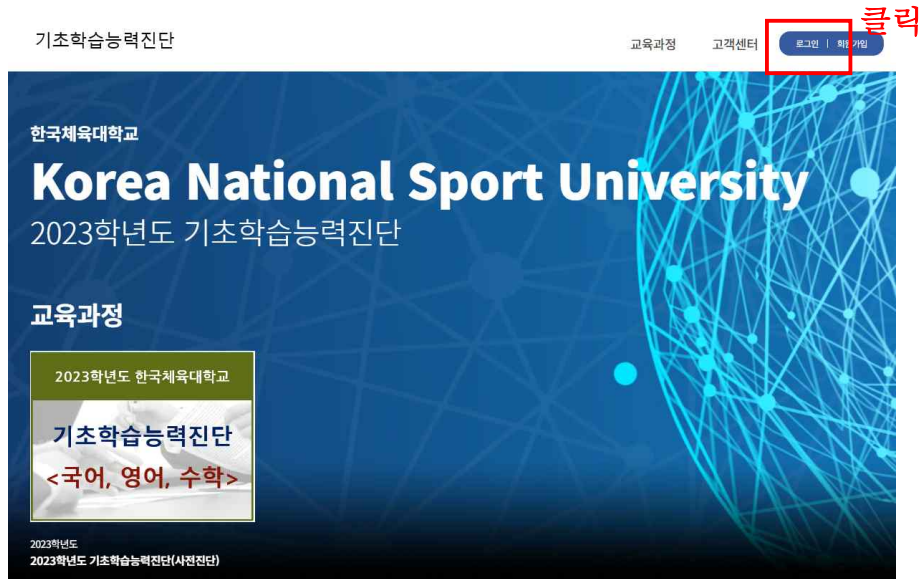 클릭
기초학습능력진단
교육과정 고객센터 로그인 | 회원가입
한국체육대학교
Korea National Sport University
2023학년도 기초학습능력진단
교육과정
2023학년도 한국체육대학교
기초학습능력진단
<국어, 영어, 수학>
2023학년도
2023학년도 기초학습능력진단(사전진단)